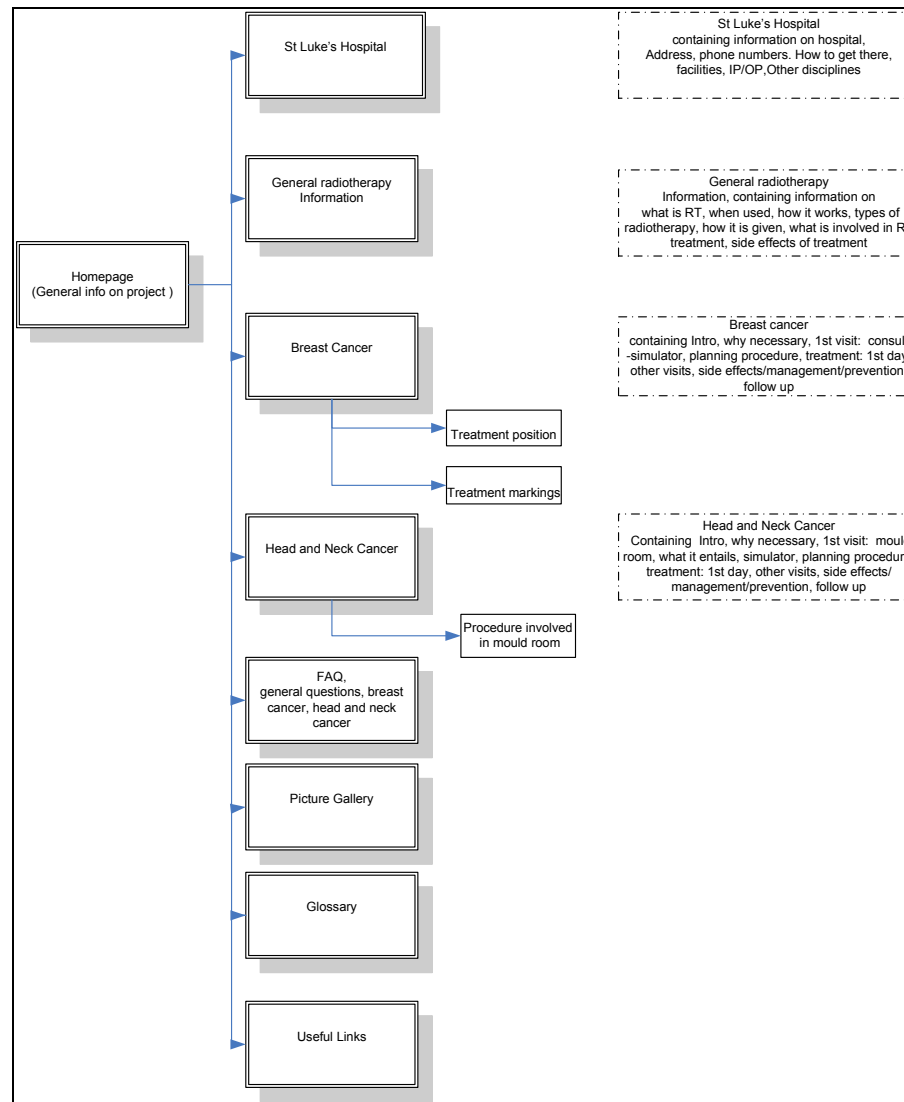 St Luke's Hospital
St Luke's Hospital
containing information on hospital,
Address, phone numbers. How to get there,
facilities, IP/OP,Other disciplines
General radiotherapy
Information
General radiotherapy
Information, containing information on
what is RT, when used, how it works, types of
radiotherapy, how it is given, what is involved in R
treatment, side effects of treatment
Homepage
(General info on project )
Breast Cancer
Breast cancer
containing Intro, why necessary, 1st visit: consul
-simulator, planning procedure, treatment: 1st day
other visits, side effects/management/prevention
follow up
Treatment position
Treatment markings
Head and Neck Cancer
Head and Neck Cancer
Containing Intro, why necessary, 1st visit: moul
room, what it entails, simulator, planning procedur
treatment: 1st day, other visits, side effects/
management/prevention, follow up
Procedure involved
in mould room
FAQ,
general questions, breast
cancer, head and neck
cancer
Picture Gallery
Glossary
Useful Links